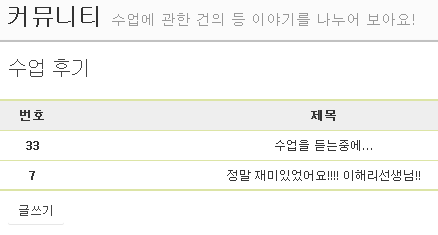 커뮤니티 수업에 관한 건의 등 이야기를 나누어 보아요!
수업 후기
번호 제목
33 수업을 듣는중에...
7 정말 재미있었어요!!!! 이해리선생님!!
글쓰기